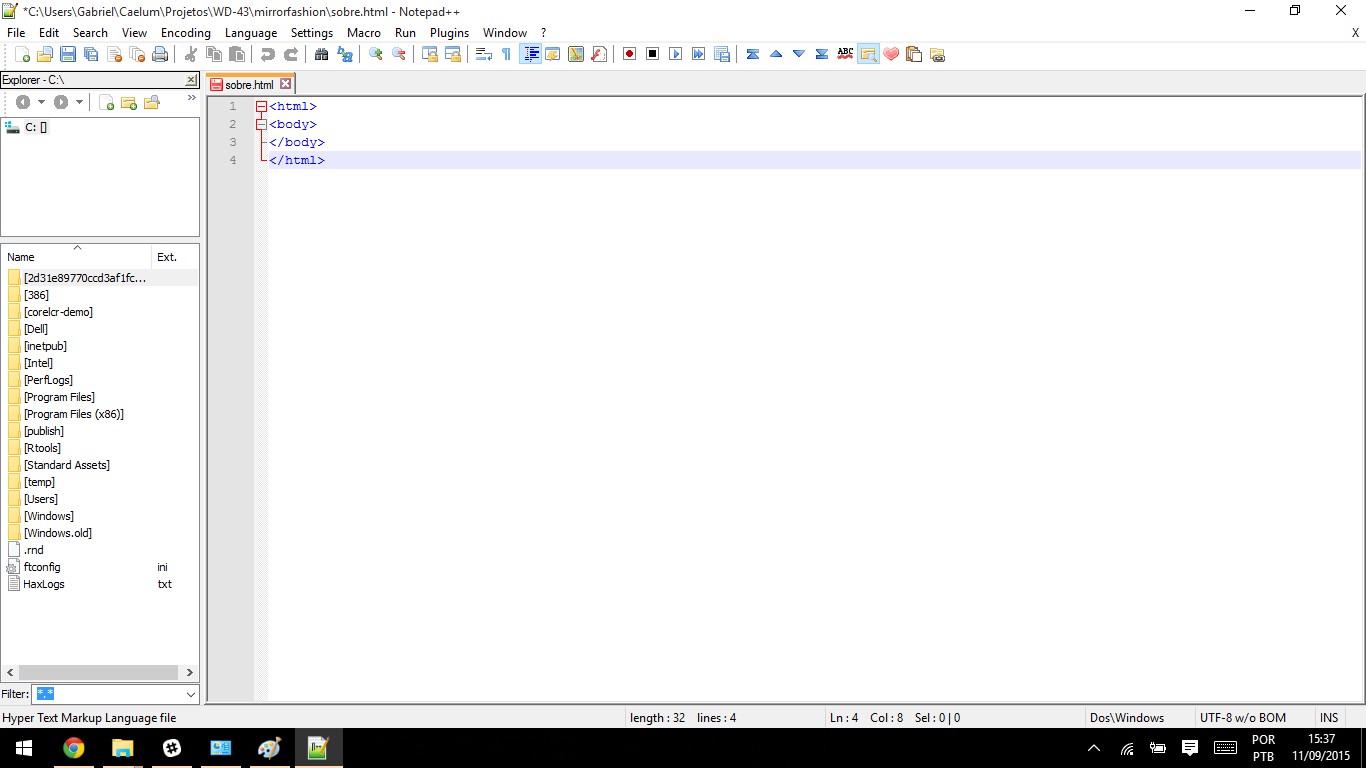 *C:\Users\Gabriel\Caelum\Projetos\WD-43\mirrorfashion\sobre.html - Notepad++
File Edit Search View Encoding Language Settings Macro Run Plugins Window ? X
ABC
Explorer - C:\
sobre.html
C: []
1 <html>
2 <body>
3 </body>
4 </html>
Name Ext.
[2d31e89770ccd3af1fc...
[386]
[corelcr-demo]
[Dell]
[inetpub]
[Intel]
[PerfLogs]
[Program Files]
[Program Files (x86)]
[publish]
[Rtools]
[Standard Assets]
[temp]
[Users]
[Windows]
[Windows.old]
.rnd
ftconfig ini
HaxLogs txt
Filter: *.*
Hyper Text Markup Language file length : 32 lines : 4 Ln : 4 Col : 8 Sel : 0 | 0 Dos\Windows UTF-8 w/o BOM INS
POR 15:37
PTB 11/09/2015